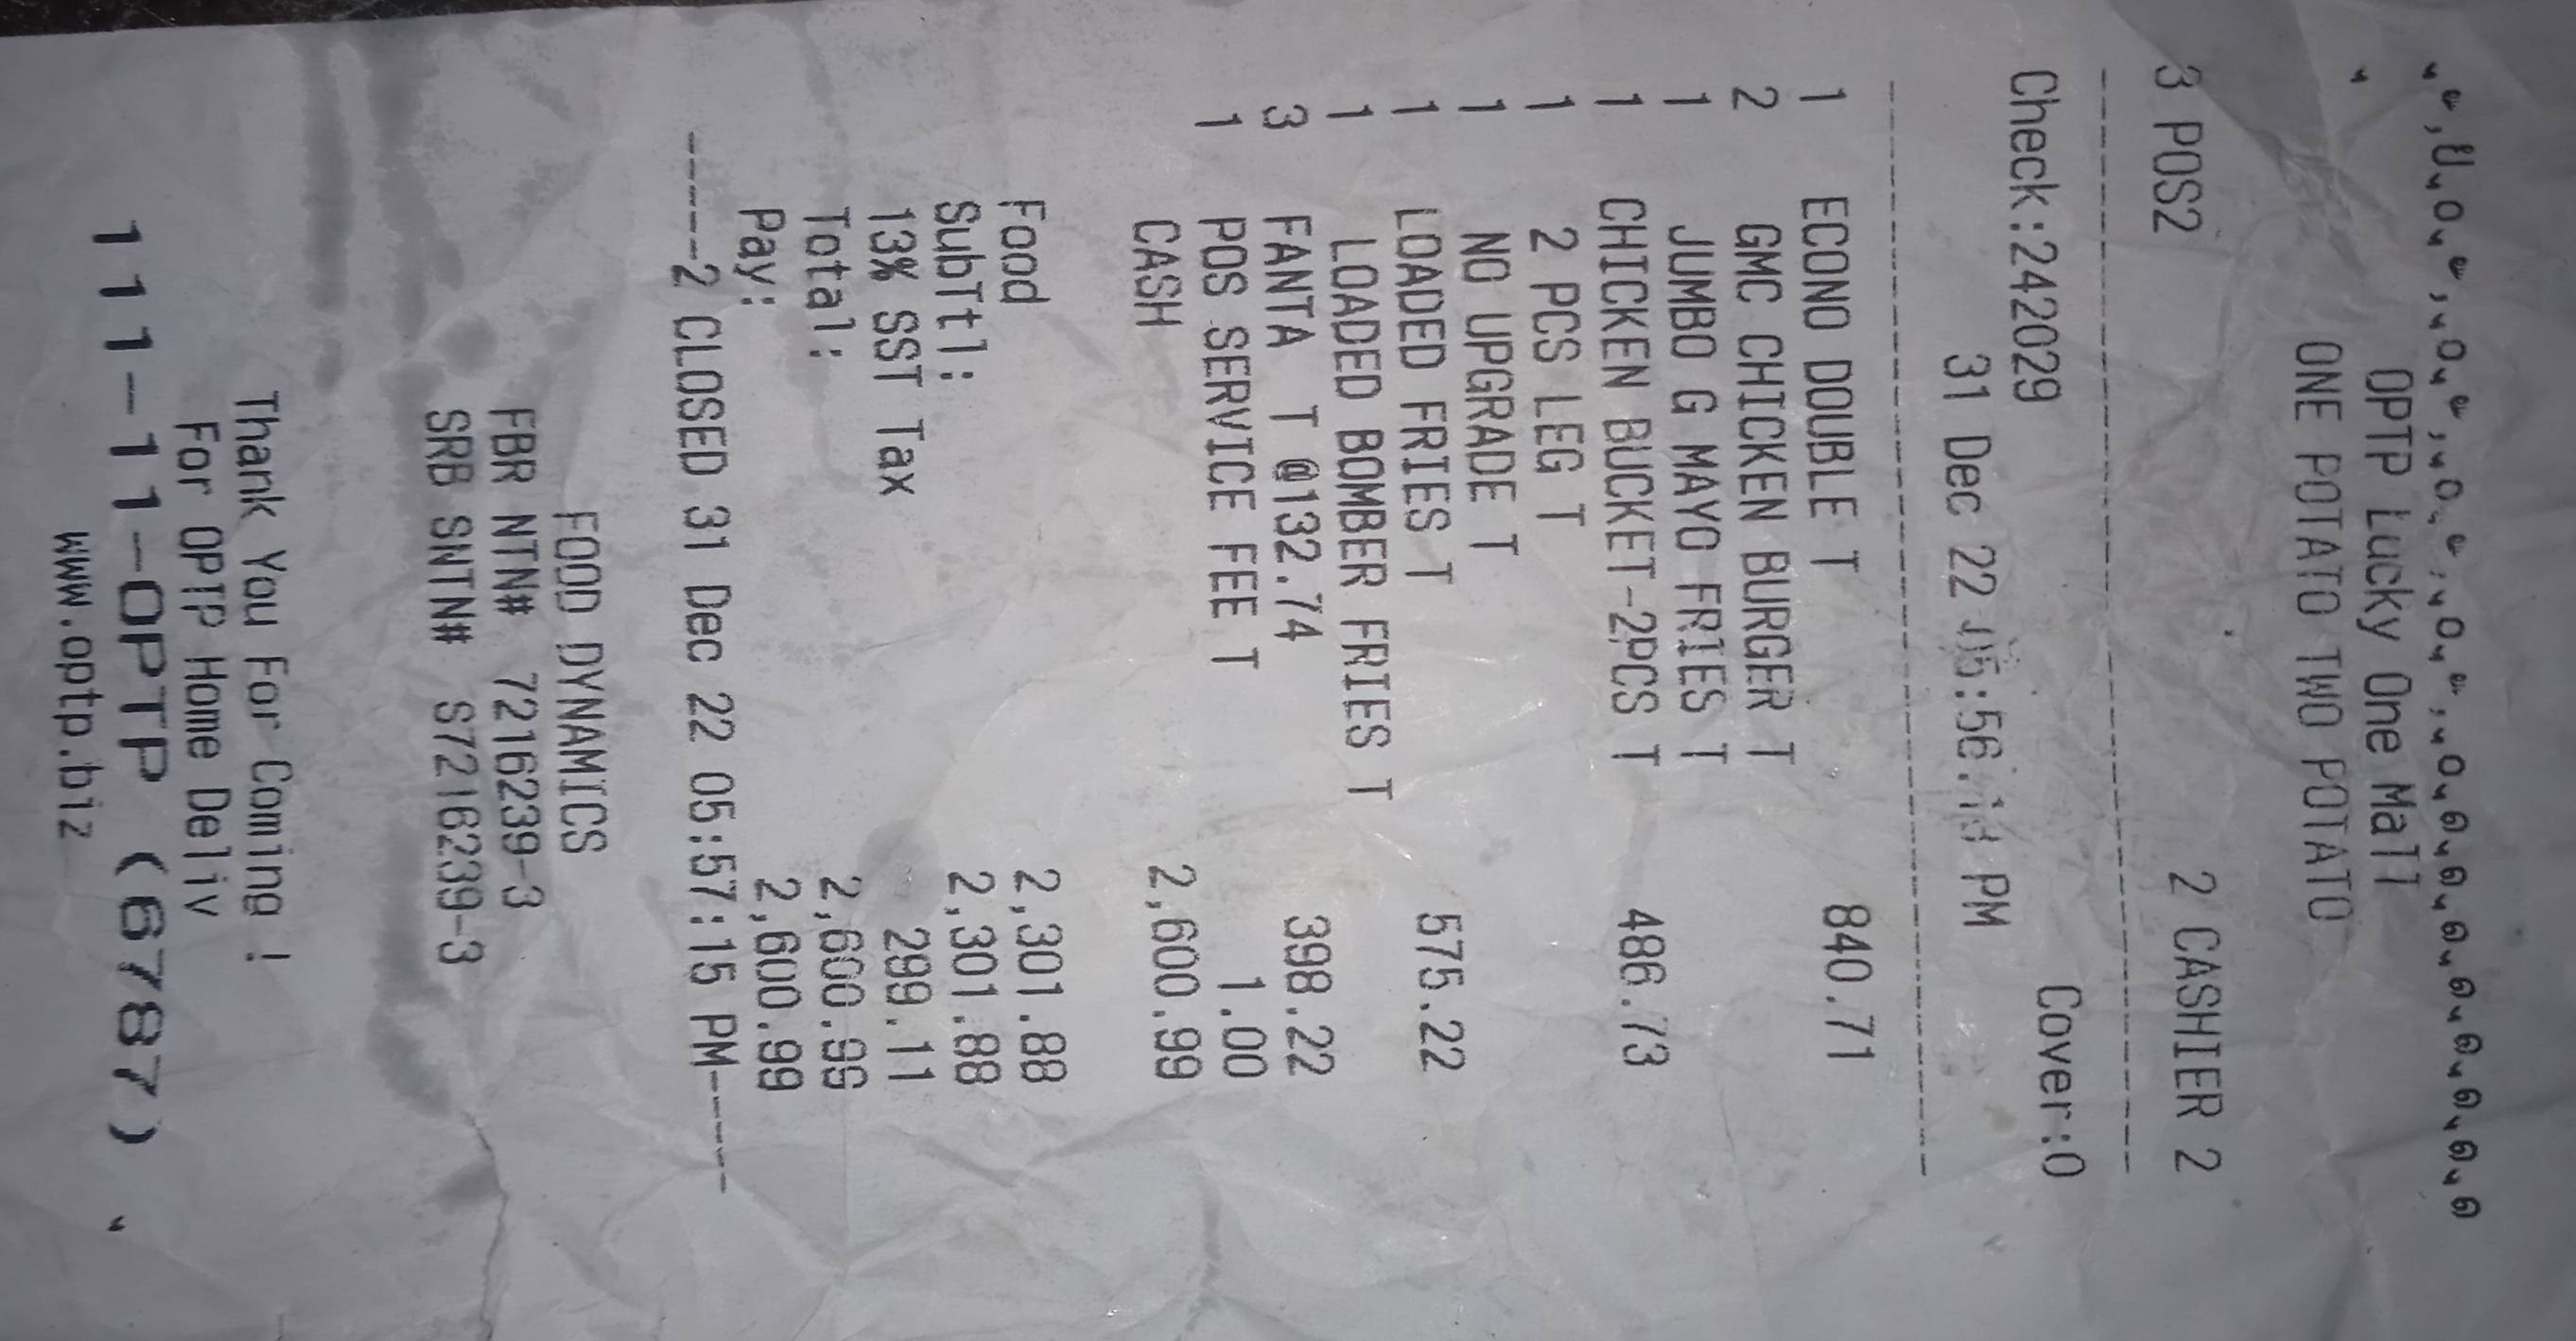 OPTP Lucky One Mall
ONE POTATO TWO POTATO
3 POS2 2 CASHIER 2
Check:242029 Cover:0
31 Dec 22 PM
1 ECONO DOUBLE T 840.71
2 GMC CHICKEN BURGER T
1 JUMBO G MAYO FRIES T
1 CHICKEN BUCKET-2PCS T 486.73
1 2 PCS LEG T
1 NO UPGRADE T
1 LOADED FRIES T 575.22
1 LOADED BOMBER FRIES T
3 FANTA T @132.74 398.22
1 POS SERVICE FEE T 1.00
CASH 2,600.99
Food 2,301.88
SubTtl: 2,301.88
13% SST Tax 299.11
Total: 2,600.99
Pay: 2,600.99
----2 CLOSED 31 Dec 22 05:57:15 PM-----
FOOD DYNAMICS
FBR NTN# 7216239-3
SRB SNTN# S7216239-3
Thank You For Coming !
For OPTP Home Deliv
111-11-OPTP (6787)
www.optp.biz